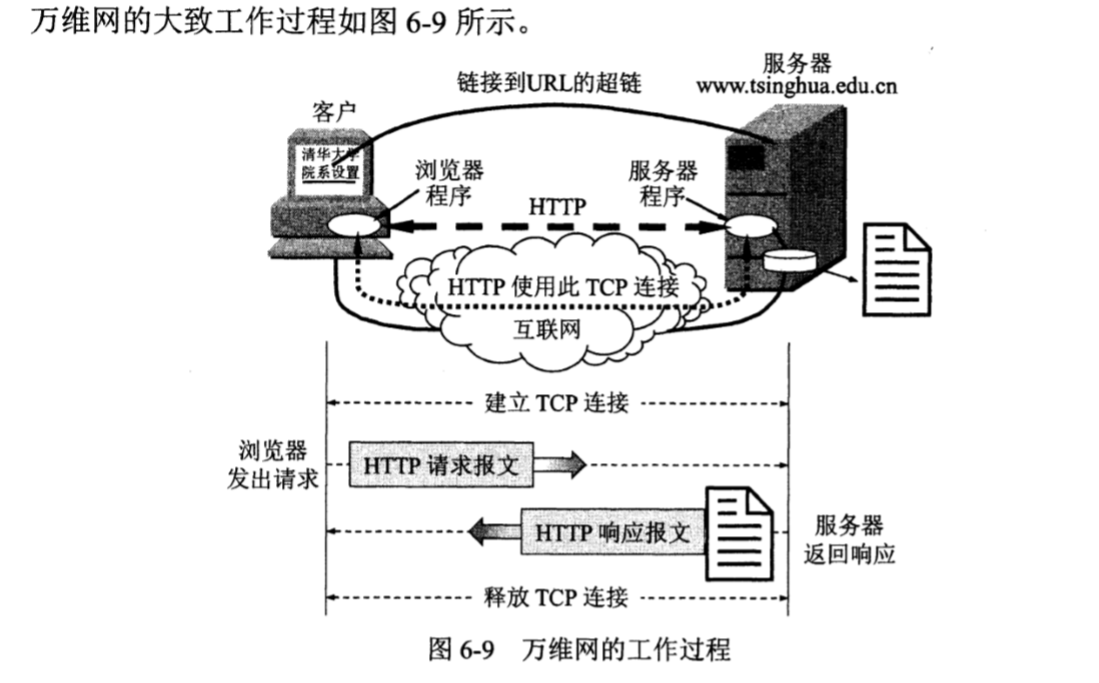 万维网的大致工作过程如图 6-9 所示。
链接到URL的超链
服务器
www.tsinghua.edu.cn
客户
清华大学
院系设置
浏览器
程序
服务器
程序
HTTP
HTTP 使用此 TCP 连接
互联网
建立 TCP 连接
浏览器
发出请求
HTTP 请求报文
HTTP 响应报文
服务器
返回响应
释放 TCP 连接
图 6-9 万维网的工作过程